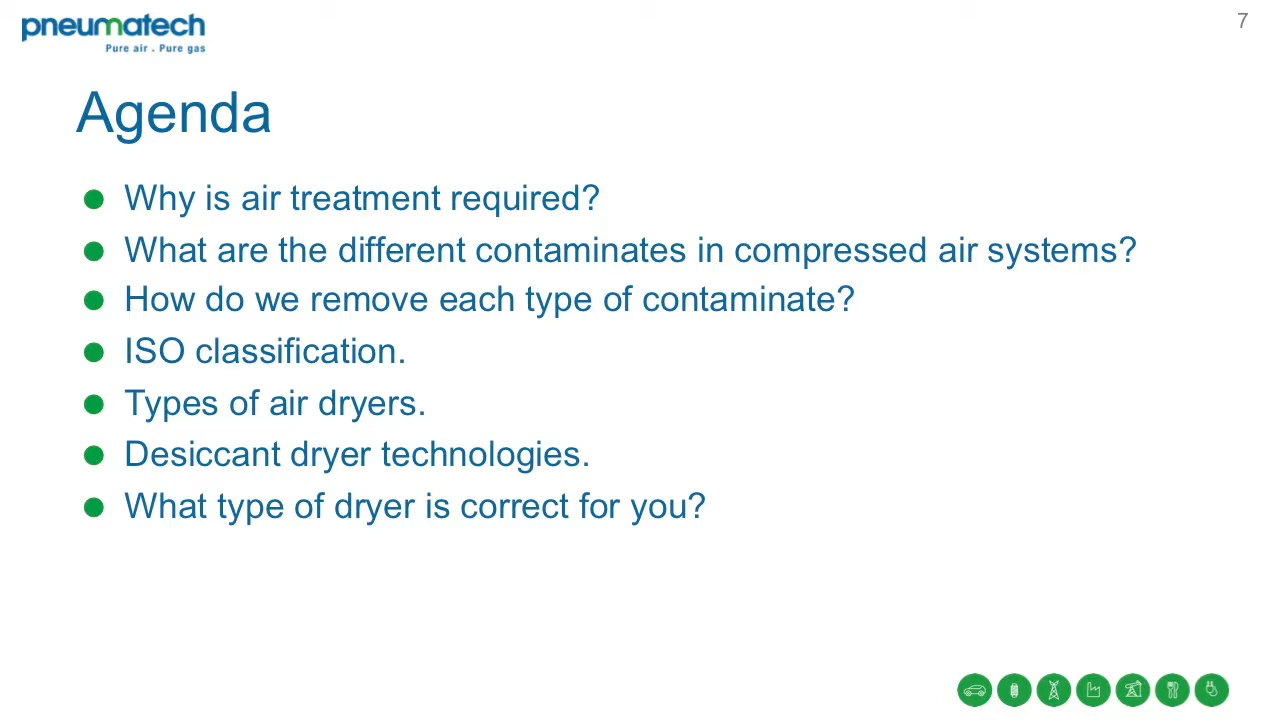 pneumatech
Pure air . Pure gas
7
Agenda
Why is air treatment required?
What are the different contaminates in compressed air systems?
How do we remove each type of contaminate?
ISO classification.
Types of air dryers.
Desiccant dryer technologies.
What type of dryer is correct for you?